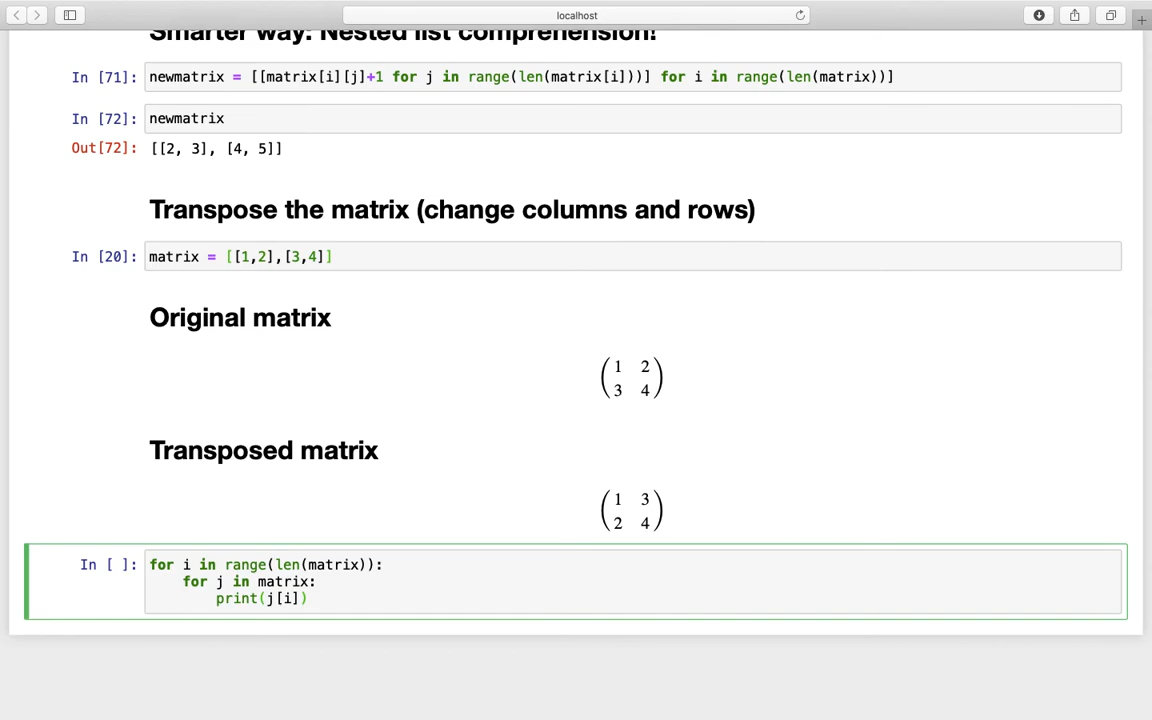 localhost
Smarter way: Nested list comprehension!
In [71]: newmatrix = [[matrix[i][j]+1 for j in range(len(matrix[i]))] for i in range(len(matrix))]
In [72]: newmatrix
Out[72]: [[2, 3], [4, 5]]
Transpose the matrix (change columns and rows)
In [20]: matrix = [[1,2],[3,4]]
Original matrix
1 2
3 4
Transposed matrix
1 3
2 4
In [ ]: for i in range(len(matrix)):
for j in matrix:
print(j[i])